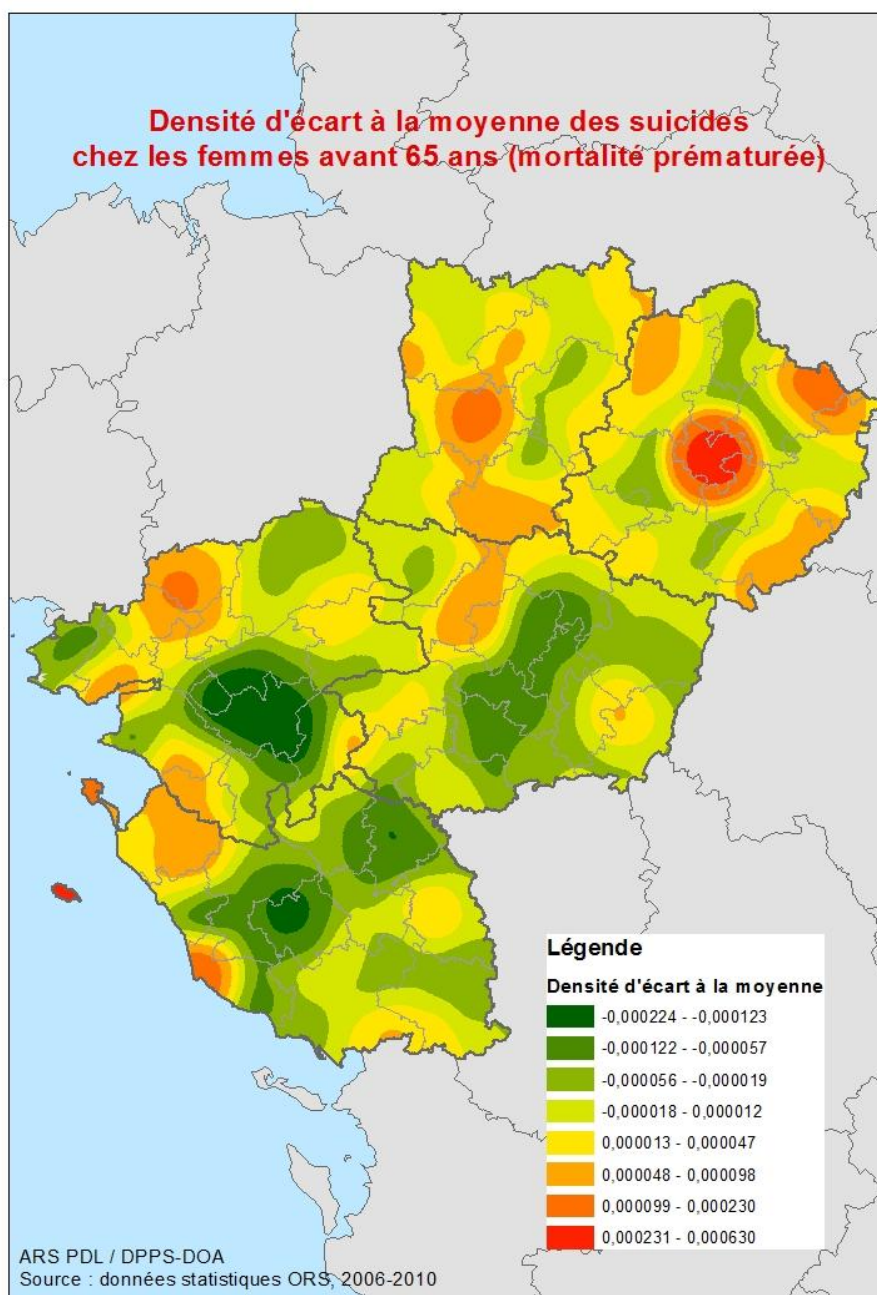 Densité d'écart à la moyenne des suicides
chez les femmes avant 65 ans (mortalité prématurée)
Légende
Densité d'écart à la moyenne
-0,000224 - -0,000123
-0,000122 - -0,000057
-0,000056 - -0,000019
-0,000018 - 0,000012
0,000013 - 0,000047
0,000048 - 0,000098
0,000099 - 0,000230
0,000231 - 0,000630
ARS PDL / DPPS-DOA
Source : données statistiques ORS, 2006-2010